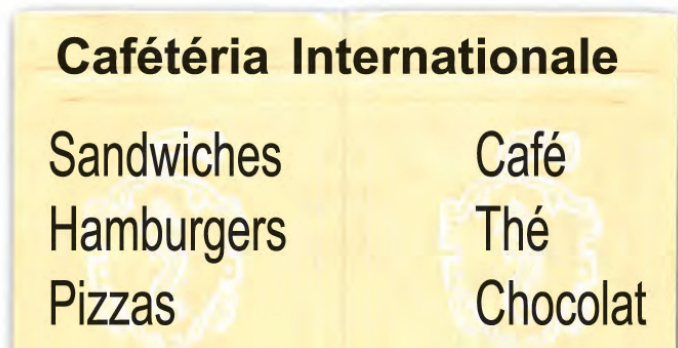 Cafétéria Internationale
Sandwiches Café
Hamburgers Thé
Pizzas Chocolat